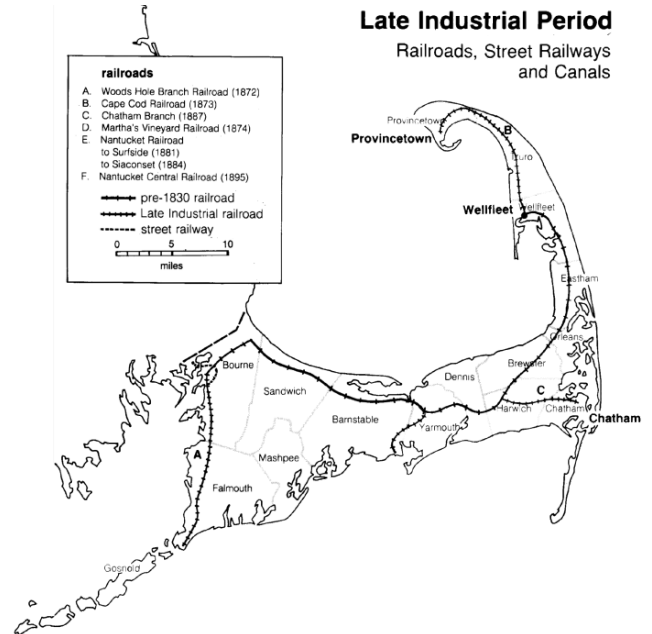 Late Industrial Period
Railroads, Street Railways
and Canals
railroads
A. Woods Hole Branch Railroad (1872)
B. Cape Cod Railroad (1873)
C. Chatham Branch (1887)
D. Martha's Vineyard Railroad (1874)
E. Nantucket Railroad
to Surfside (1881)
to Siaconset (1884)
F. Nantucket Central Railroad (1895)
pre-1830 railroad
Late Industrial railroad
street railway
0 5 10
miles
Provincetown
Provincetown
B
Truro
Wellfleet
Wellfleet
Eastham
Orleans
Bourne
Brewster
Dennis
Sandwich
C
Harwich
Chatham
Chatham
Barnstable
Yarmouth
A
Mashpee
Falmouth
Gosnold